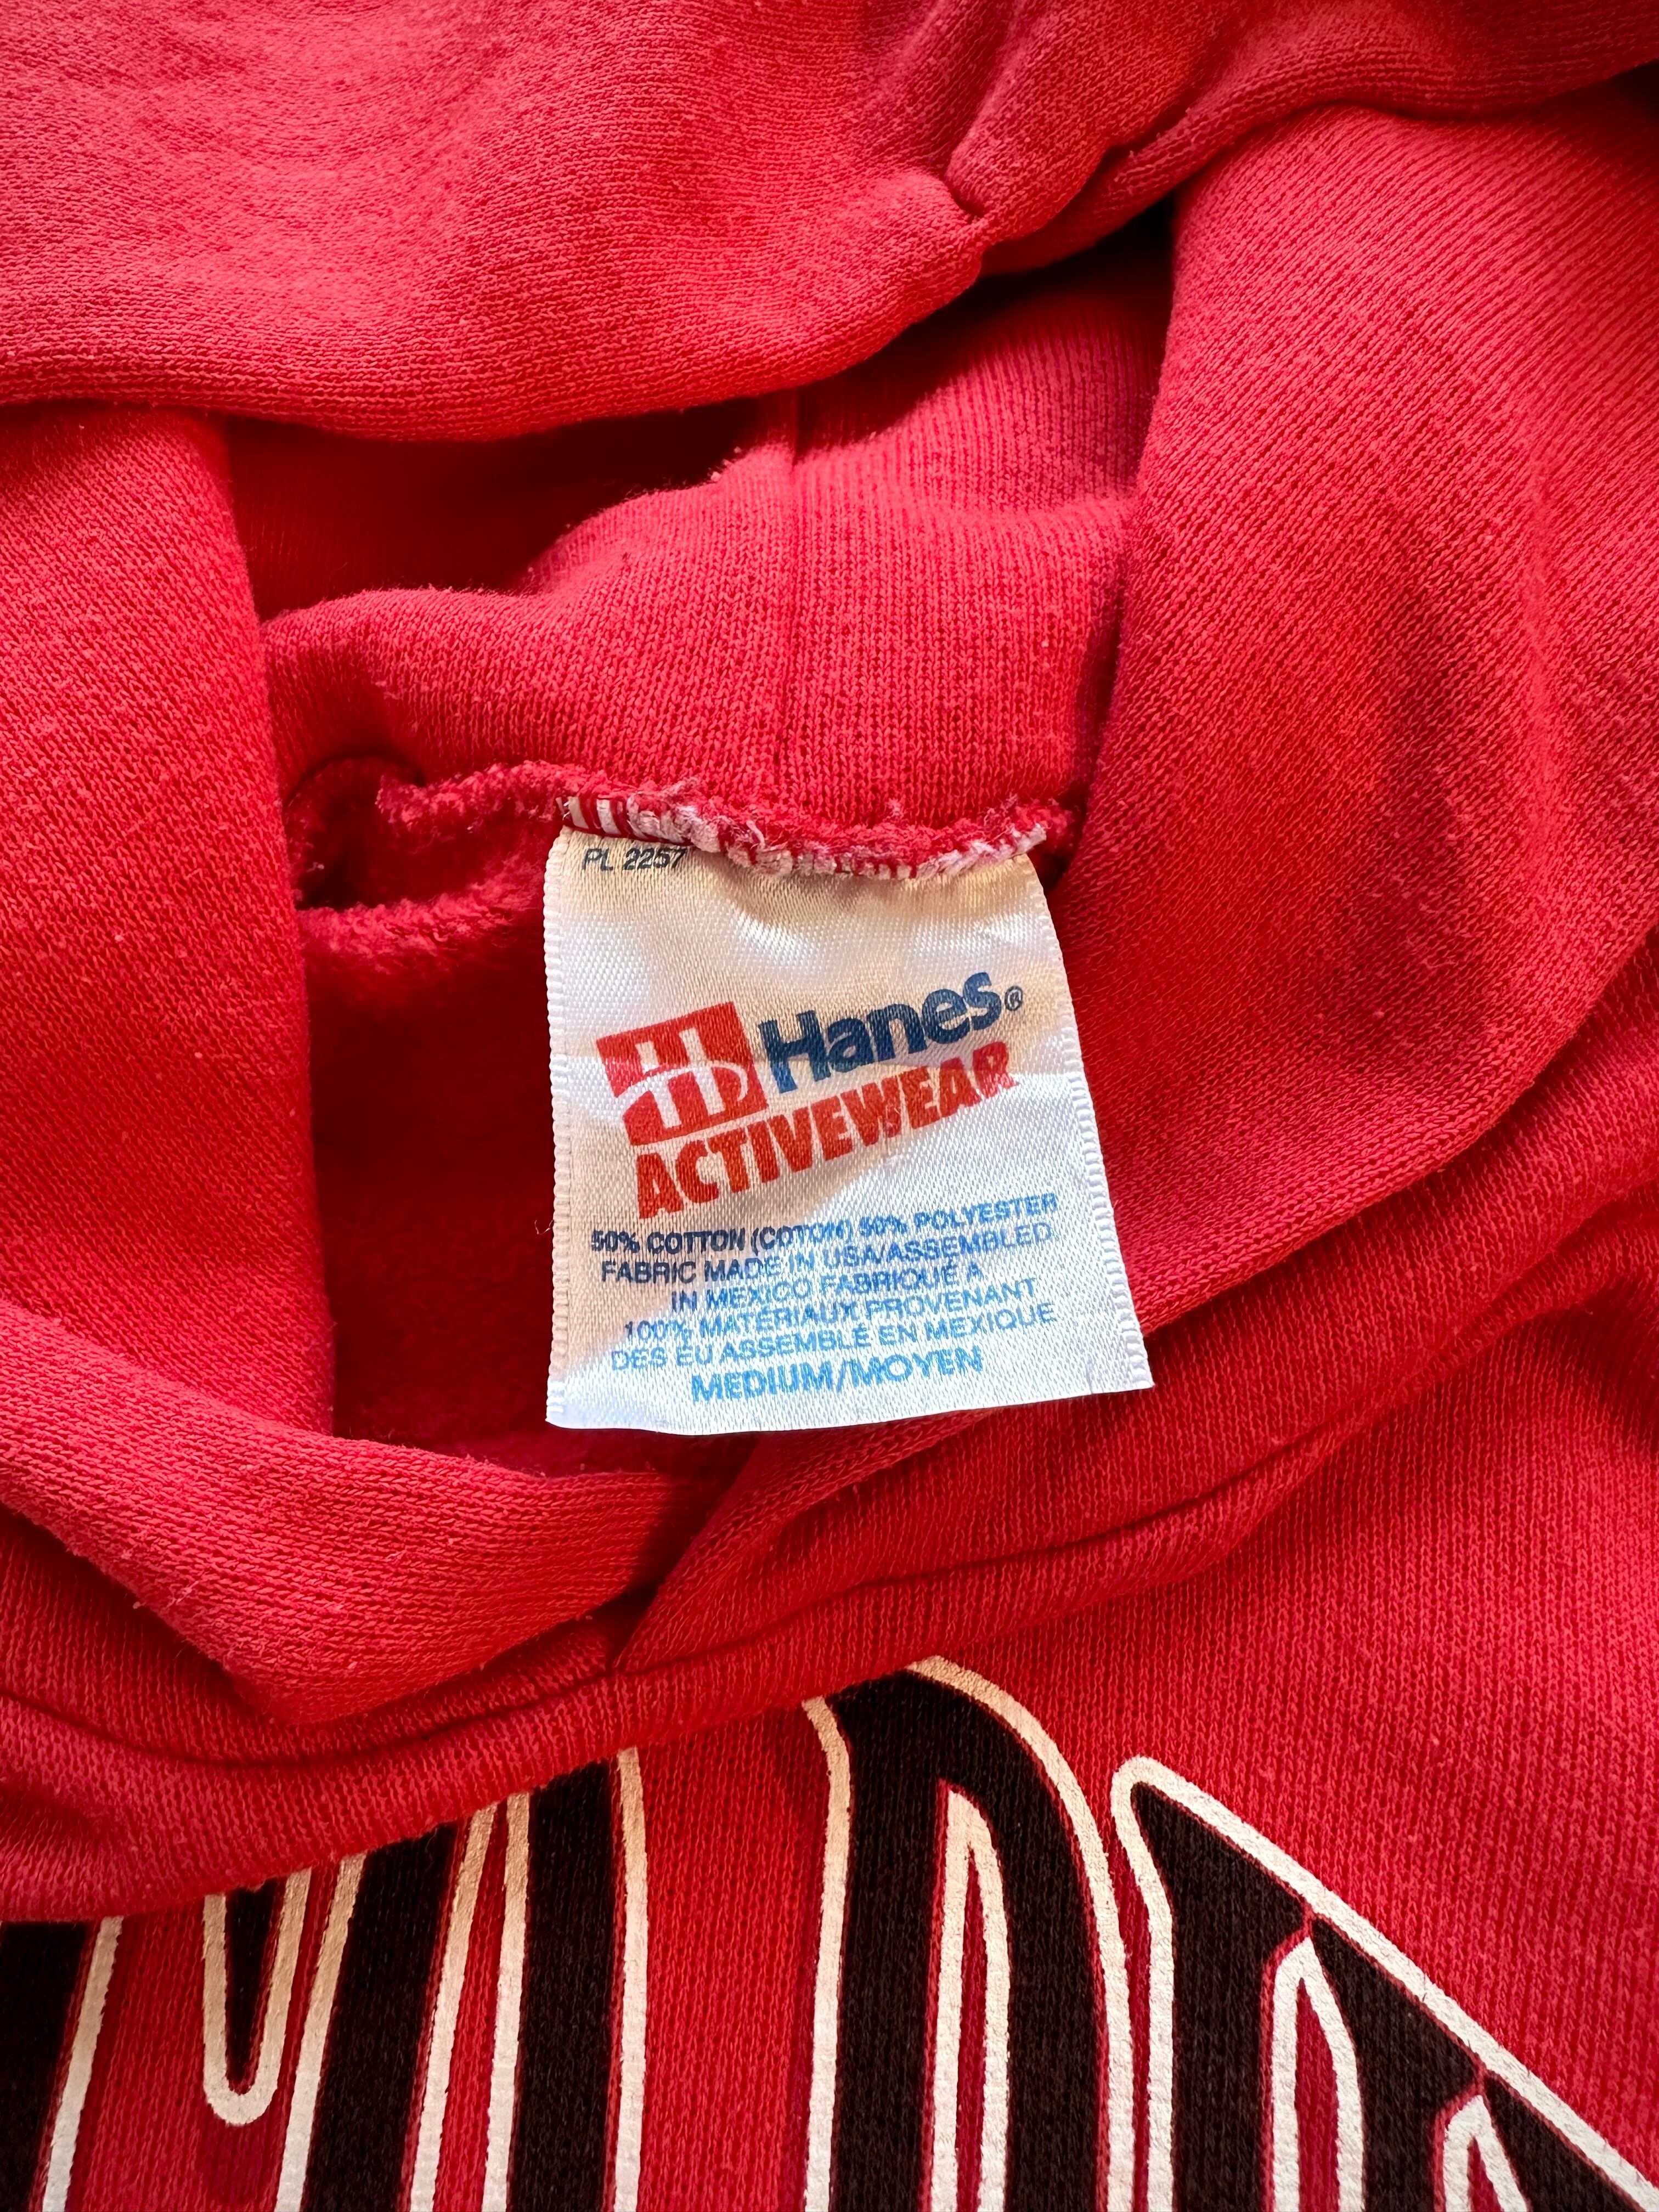 PL 2257
H Hanes®
ACTIVEWEAR
50% COTTON (COTON) 50% POLYESTER
FABRIC MADE IN USA/ASSEMBLED
IN MEXICO FABRIQUÉ A
100% MATÉRIAUX PROVENANT
DES EU ASSEMBLÉ EN MEXIQUE
MEDIUM/MOYEN